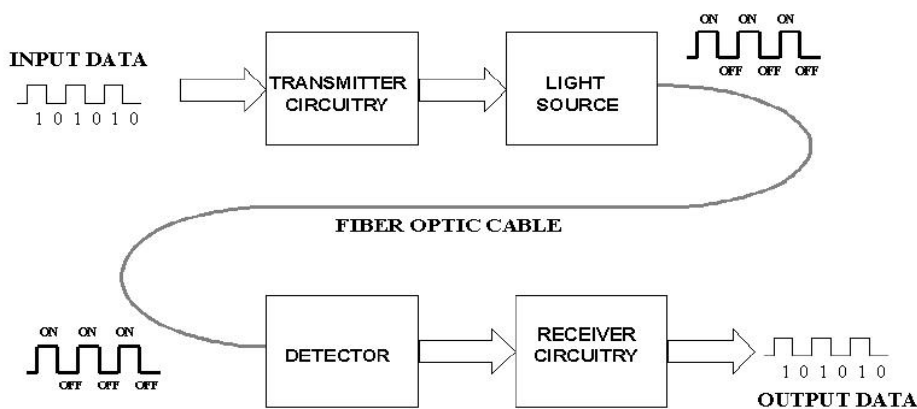 INPUT DATA
1 0 1 0 1 0
TRANSMITTER
CIRCUITRY
LIGHT
SOURCE
ON ON ON
OFF OFF OFF
FIBER OPTIC CABLE
ON ON ON
OFF OFF OFF
DETECTOR
RECEIVER
CIRCUITRY
1 0 1 0 1 0
OUTPUT DATA